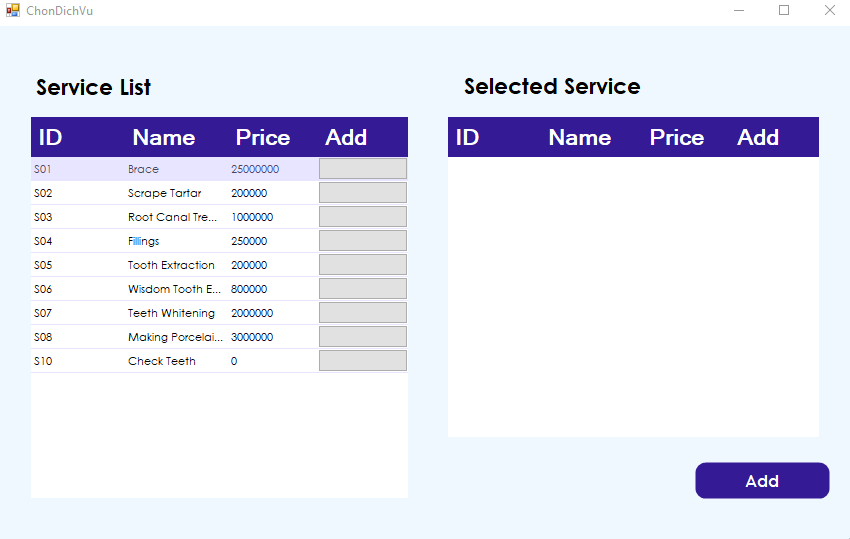 ChonDichVu
Service List
ID Name Price Add
S01 Brace 25000000
S02 Scrape Tartar 200000
S03 Root Canal Tre... 1000000
S04 Fillings 250000
S05 Tooth Extraction 200000
S06 Wisdom Tooth E... 800000
S07 Teeth Whitening 2000000
S08 Making Porcelai... 3000000
S10 Check Teeth 0
Selected Service
ID Name Price Add
Add